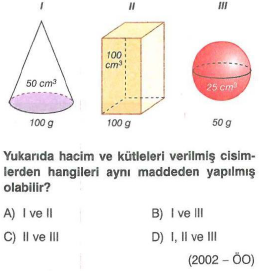 I II III
50 cm³
100 cm³
25 cm³
100 g 100 g 50 g
Yukarıda hacim ve kütleleri verilmiş cisim-
lerden hangileri aynı maddeden yapılmış
olabilir?
A) I ve II B) I ve III
C) II ve III D) I, II ve III
(2002 – ÖO)